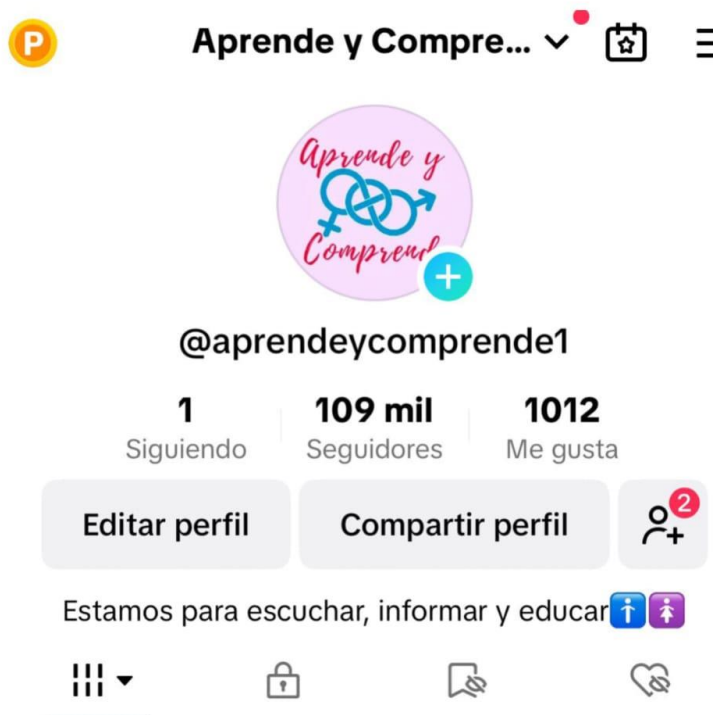 P
Aprende y Compre...
Aprende y
Comprend
@aprendeycomprende1
1 109 mil 1012
Siguiendo Seguidores Me gusta
Editar perfil Compartir perfil 2
Estamos para escuchar, informar y educar